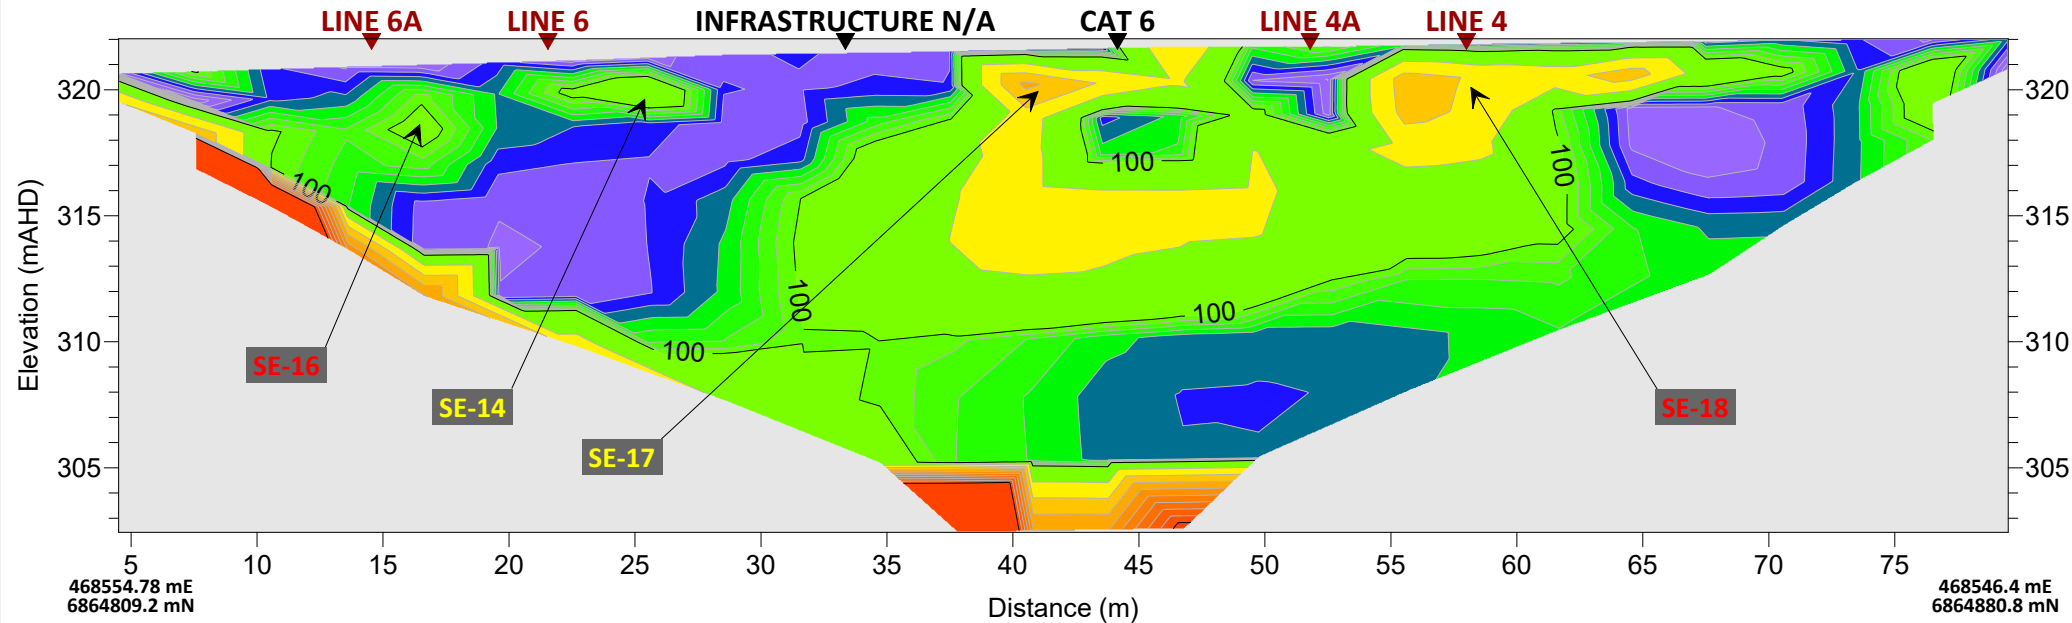 LINE 6A LINE 6 INFRASTRUCTURE N/A CAT 6 LINE 4A LINE 4
320 320
100 100 100
315 315
100 100
310 100 310
SE-16
SE-14 SE-18
SE-17
305 305
Elevation (mAHD)
5 10 15 20 25 30 35 40 45 50 55 60 65 70 75
468554.78 mE 468546.4 mE
6864809.2 mN Distance (m) 6864880.8 mN